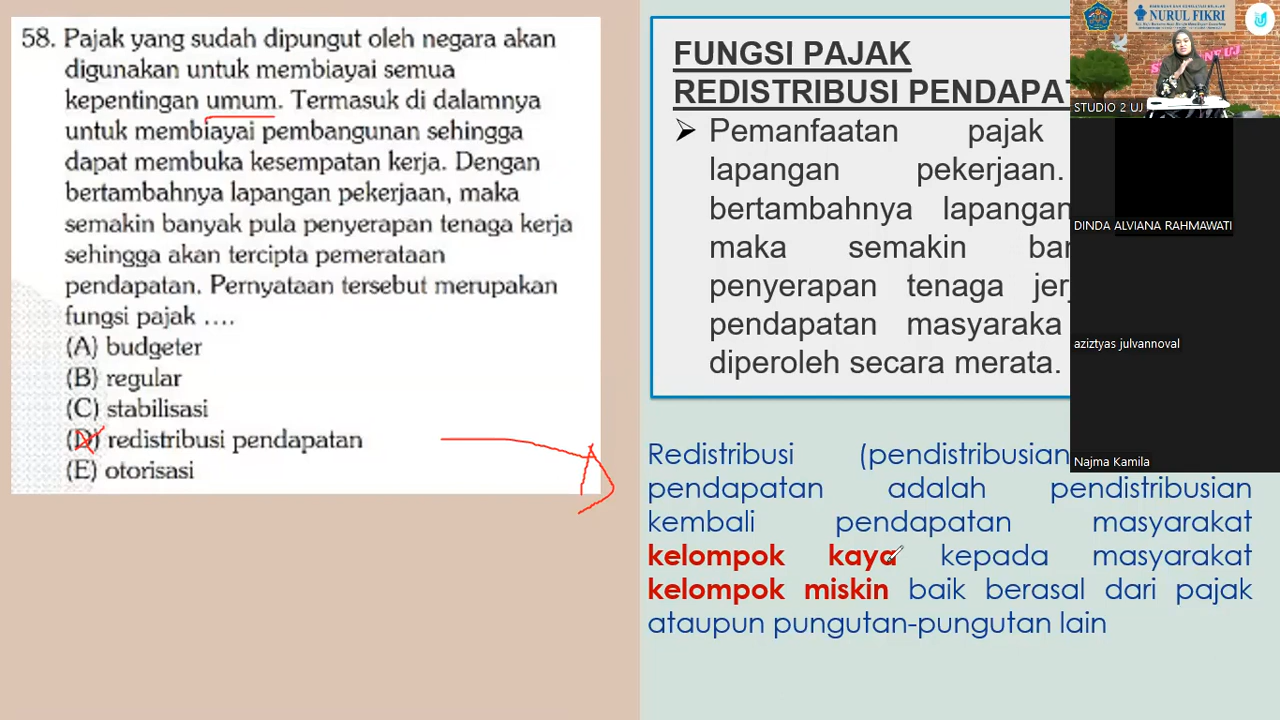 58. Pajak yang sudah dipungut oleh negara akan
digunakan untuk membiayai semua
kepentingan umum. Termasuk di dalamnya
untuk membiayai pembangunan sehingga
dapat membuka kesempatan kerja. Dengan
bertambahnya lapangan pekerjaan, maka
semakin banyak pula penyerapan tenaga kerja
sehingga akan tercipta pemerataan
pendapatan. Pernyataan tersebut merupakan
fungsi pajak ....
(A) budgeter
(B) regular
(C) stabilisasi
(D) redistribusi pendapatan
(E) otorisasi
FUNGSI PAJAK
REDISTRIBUSI PENDAPAT
➤ Pemanfaatan pajak
lapangan pekerjaan.
bertambahnya lapangan
maka semakin ban
penyerapan tenaga jerj
pendapatan masyaraka
diperoleh secara merata.
Redistribusi (pendistribusian
pendapatan adalah pendistribusian
kembali pendapatan masyarakat
kelompok kaya kepada masyarakat
kelompok miskin baik berasal dari pajak
ataupun pungutan-pungutan lain
NURUL FIKRI
STUDIO 2 UJ
DINDA ALVIANA RAHMAWATI
aziztyas julvannoval
Najma Kamila